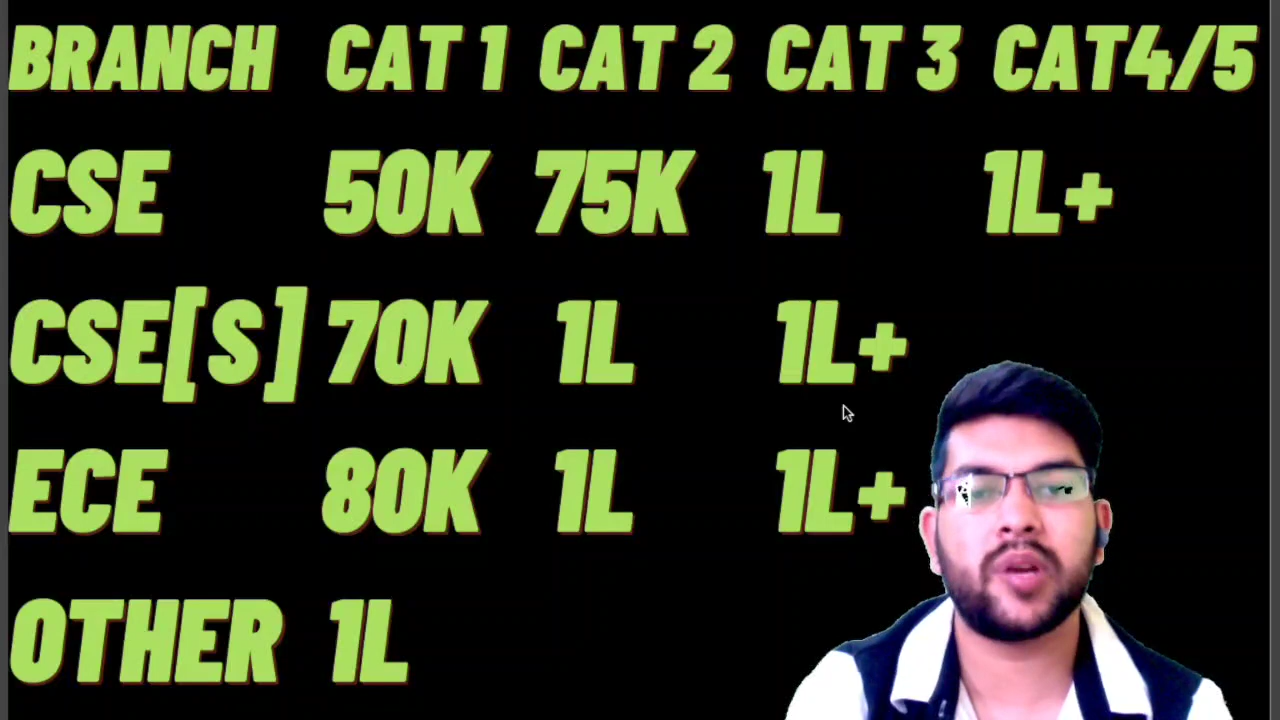 BRANCH CAT 1 CAT 2 CAT 3 CAT4/5
CSE 50K 75K 1L 1L+
CSE[S] 70K 1L 1L+
ECE 80K 1L 1L+
OTHER 1L